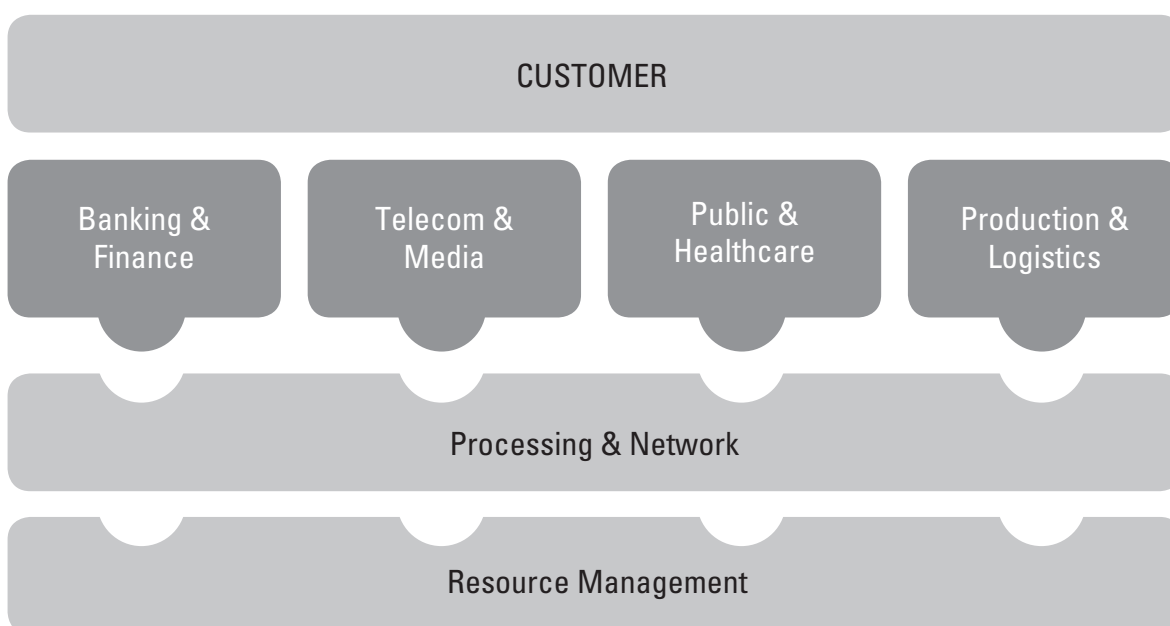 CUSTOMER
Banking &
Finance
Telecom &
Media
Public &
Healthcare
Production &
Logistics
Processing & Network
Resource Management